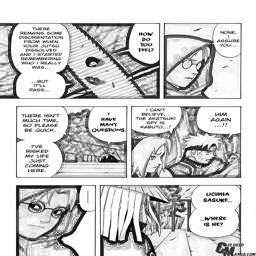 THERE
REMAINS SOME
DISORIENTATION
FROM WHEN
YOUR JUTSU
DISSOLVED AND
I STARTED
REMEMBERING
WHO I REALLY
WAS...
...BUT
IT'LL
PASS...
HOW DO
YOU FEEL?
NONE,
I
ASSURE
YOU...
THERE ISN'T
MUCH TIME,
SO PLEASE
BE QUICK.
I'VE
RISKED
MY LIFE
JUST
COMING
HERE.
I
HAVE
MANY
QUESTIONS.
I CAN'T
BELIEVE...
THE AKATSUKI
SPY IS
KABUTO...!
HIM
AGAIN
...!!
UCHIHA
SASUKE...
...WHERE
IS HE?